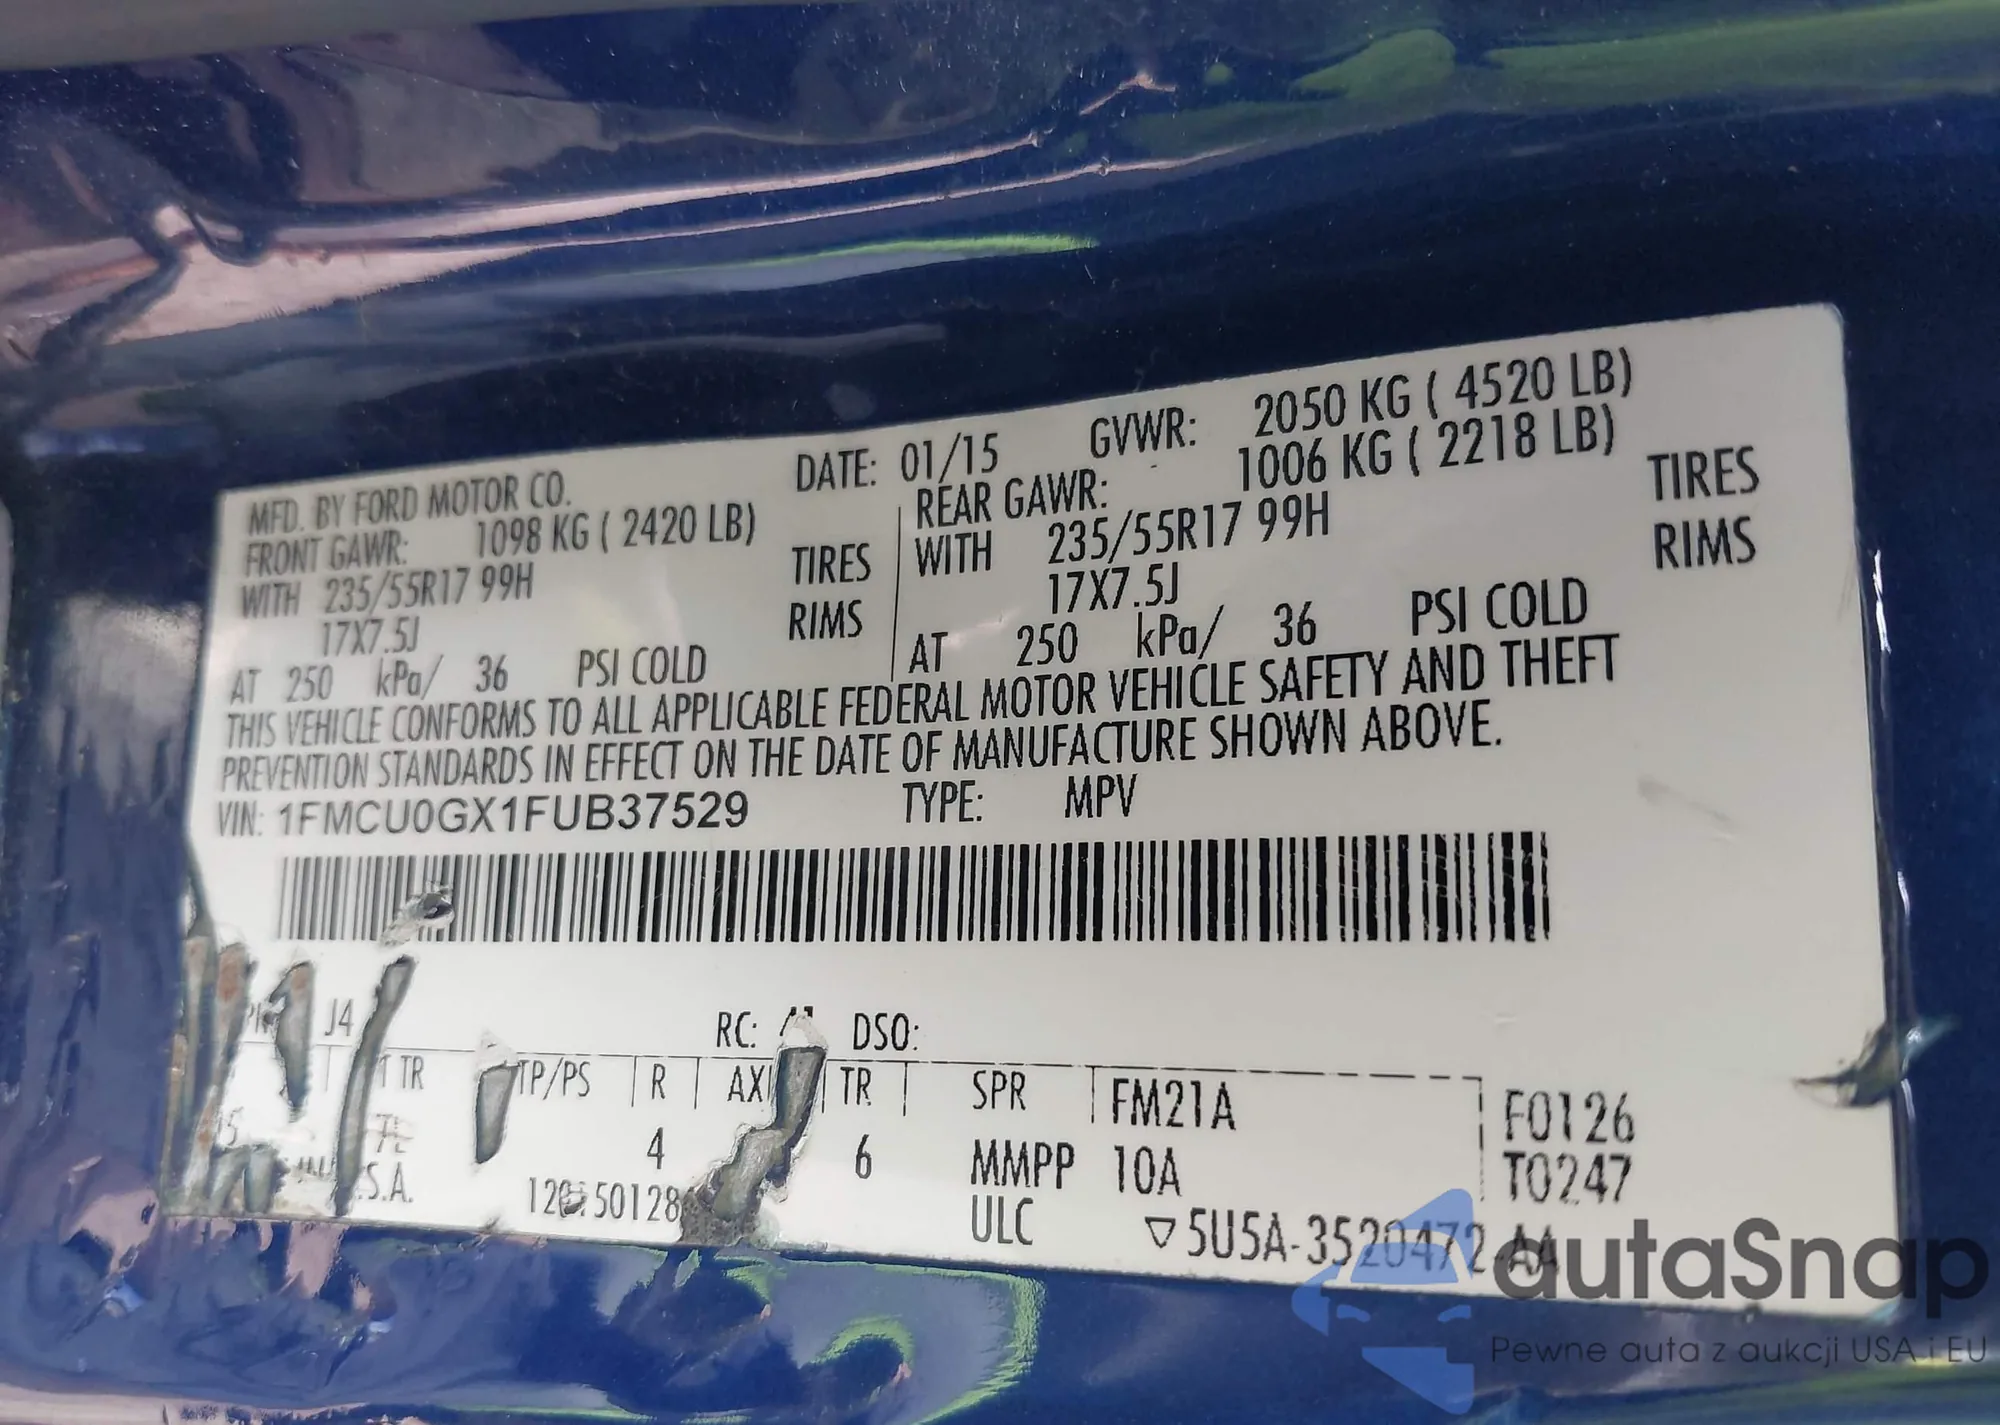 MFD. BY FORD MOTOR CO. DATE: 01/15 GVWR: 2050 KG ( 4520 LB)
FRONT GAWR: 1098 KG ( 2420 LB) REAR GAWR: 1006 KG ( 2218 LB)
WITH 235/55R17 99H TIRES WITH 235/55R17 99H TIRES
17X7.5J RIMS 17X7.5J RIMS
AT 250 kPa/ 36 PSI COLD AT 250 kPa/ 36 PSI COLD
THIS VEHICLE CONFORMS TO ALL APPLICABLE FEDERAL MOTOR VEHICLE SAFETY AND THEFT
PREVENTION STANDARDS IN EFFECT ON THE DATE OF MANUFACTURE SHOWN ABOVE.
VIN: 1FMCU0GX1FUB37529 TYPE: MPV
J4 RC: DSO:
TR TP/PS R TR SPR FM21A F0126
4 6 MMPP 10A T0247
ULC ▽5U5A-3520472-AA
autaSnap
Pewne auta z aukcji USA i EU